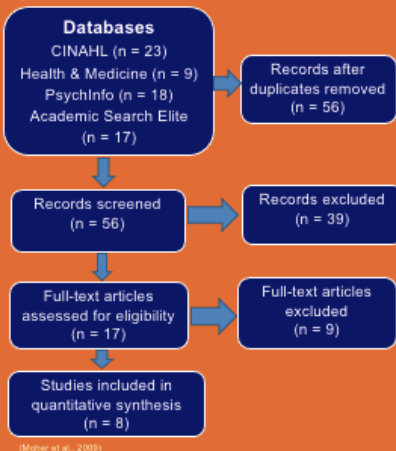 Databases
CINAHL (n = 23)
Health & Medicine (n = 9)
PsychInfo (n = 18)
Academic Search Elite
(n = 17)
Records after
duplicates removed
(n = 56)
Records screened
(n = 56)
Records excluded
(n = 39)
Full-text articles
assessed for eligibility
(n = 17)
Full-text articles
excluded
(n = 9)
Studies included in
quantitative synthesis
(n = 8)
(Moher et al., 2009)